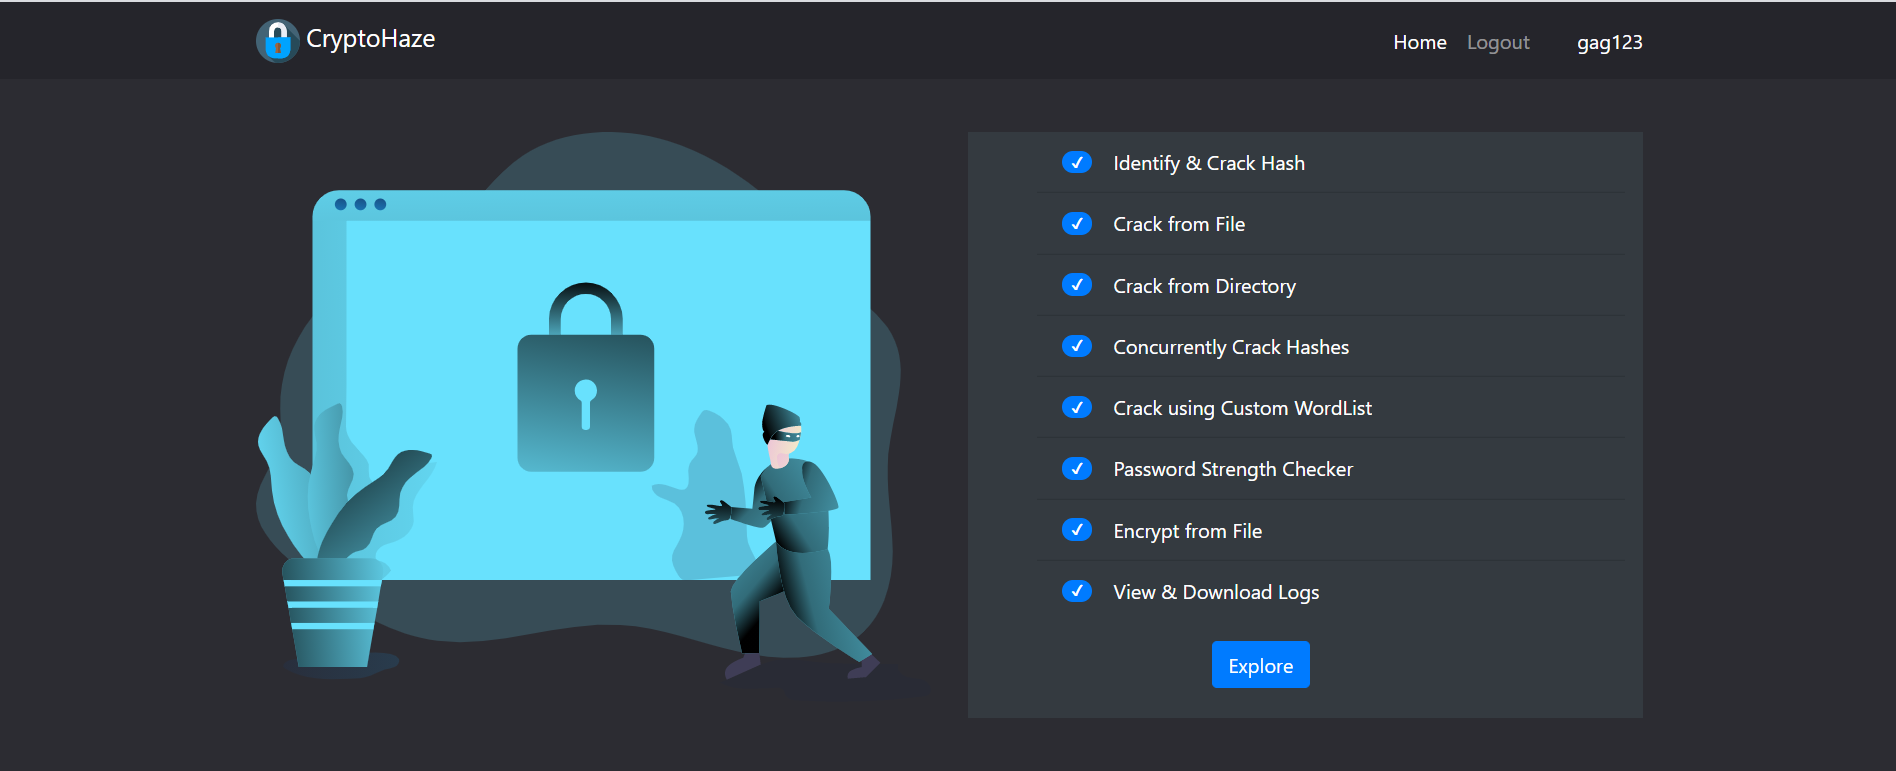 CryptoHaze
Home Logout gag123
Identify & Crack Hash
Crack from File
Crack from Directory
Concurrently Crack Hashes
Crack using Custom WordList
Password Strength Checker
Encrypt from File
View & Download Logs
Explore